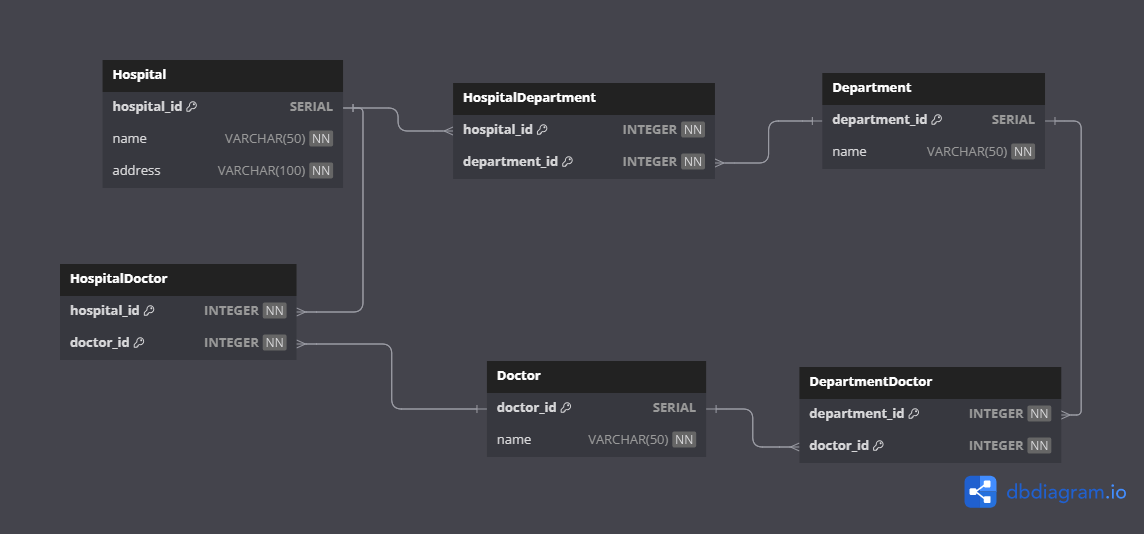 Hospital
hospital_id SERIAL
name VARCHAR(50) NN
address VARCHAR(100) NN
HospitalDepartment
hospital_id INTEGER NN
department_id INTEGER NN
Department
department_id SERIAL
name VARCHAR(50) NN
HospitalDoctor
hospital_id INTEGER NN
doctor_id INTEGER NN
Doctor
doctor_id SERIAL
name VARCHAR(50) NN
DepartmentDoctor
department_id INTEGER NN
doctor_id INTEGER NN
dbdiagram.io